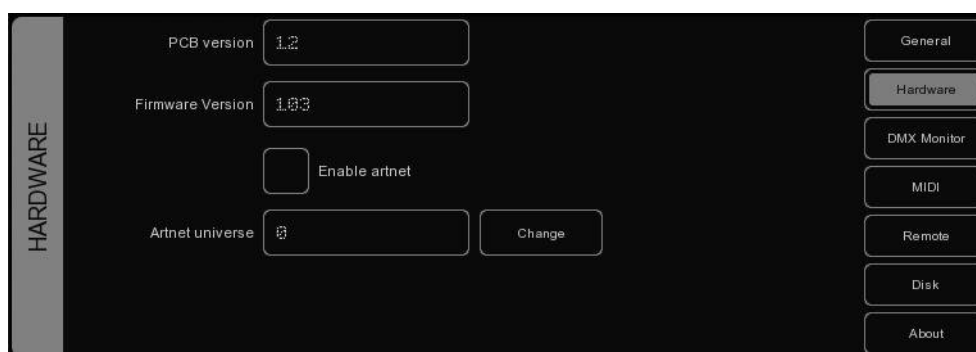 HARDWARE
PCB version 1.2
Firmware Version 1.03
Enable artnet
Artnet universe 0 Change
General
Hardware
DMX Monitor
MIDI
Remote
Disk
About